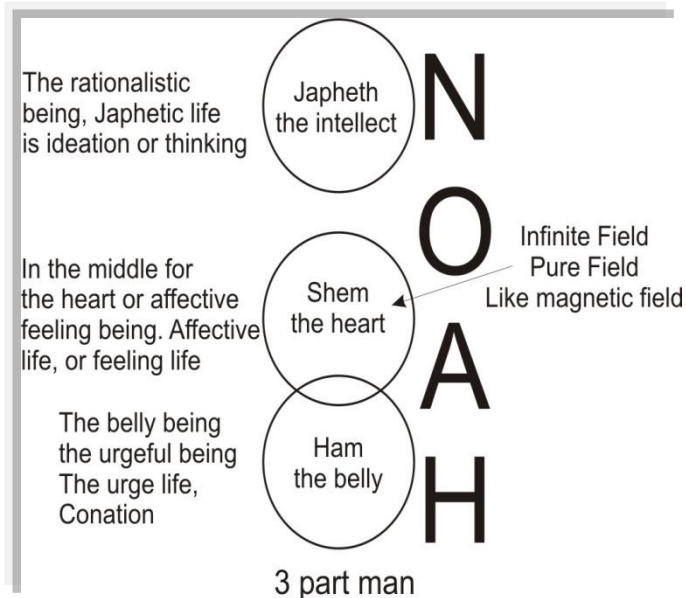 The rationalistic
being, Japhetic life
is ideation or thinking
Japheth
the intellect
N
O
A
H
In the middle for
the heart or affective
feeling being. Affective
life, or feeling life
Shem
the heart
Infinite Field
Pure Field
Like magnetic field
The belly being
the urgeful being
The urge life,
Conation
Ham
the belly
3 part man